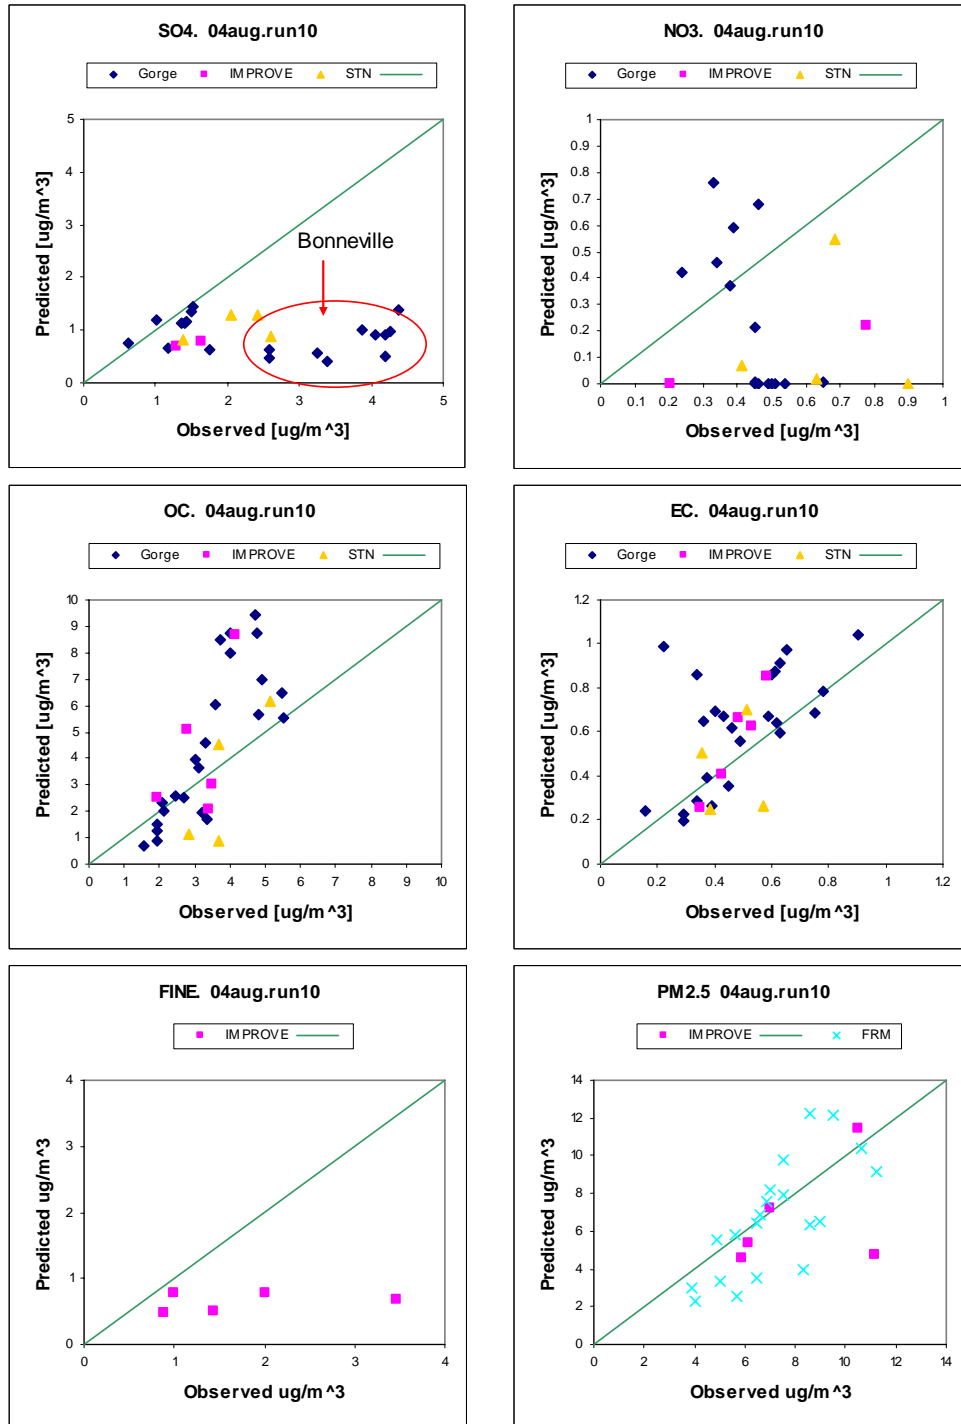 SO4. 04aug.run10
Gorge IMPROVE STN
5
4
3
2
1
0
0 1 2 3 4 5
Bonneville
Predicted [ug/m^3]
Observed [ug/m^3]
NO3. 04aug.run10
Gorge IMPROVE STN
1
0.9
0.8
0.7
0.6
0.5
0.4
0.3
0.2
0.1
0
0 0.1 0.2 0.3 0.4 0.5 0.6 0.7 0.8 0.9 1
Predicted [ug/m^3]
Observed [ug/m^3]
OC. 04aug.run10
Gorge IMPROVE STN
10
9
8
7
6
5
4
3
2
1
0
0 1 2 3 4 5 6 7 8 9 10
Predicted [ug/m^3]
Observed [ug/m^3]
EC. 04aug.run10
Gorge IMPROVE STN
1.2
1
0.8
0.6
0.4
0.2
0
0 0.2 0.4 0.6 0.8 1 1.2
Predicted [ug/m^3]
Observed [ug/m^3]
FINE. 04aug.run10
IMPROVE
4
3
2
1
0
0 1 2 3 4
Predicted ug/m^3
Observed ug/m^3
PM2.5 04aug.run10
IMPROVE FRM
14
12
10
8
6
4
2
0
0 2 4 6 8 10 12 14
Predicted ug/m^3
Observed ug/m^3